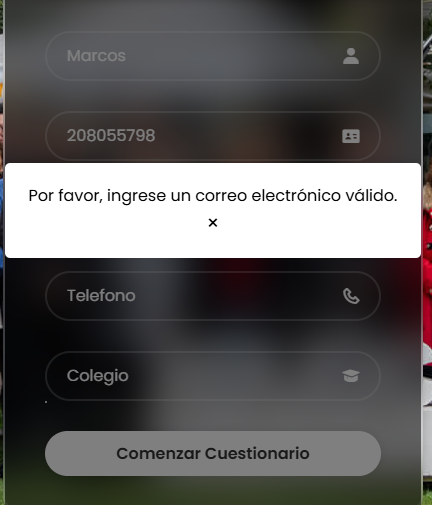 Marcos
208055798
Por favor, ingrese un correo electrónico válido.
×
Telefono
Colegio
Comenzar Cuestionario